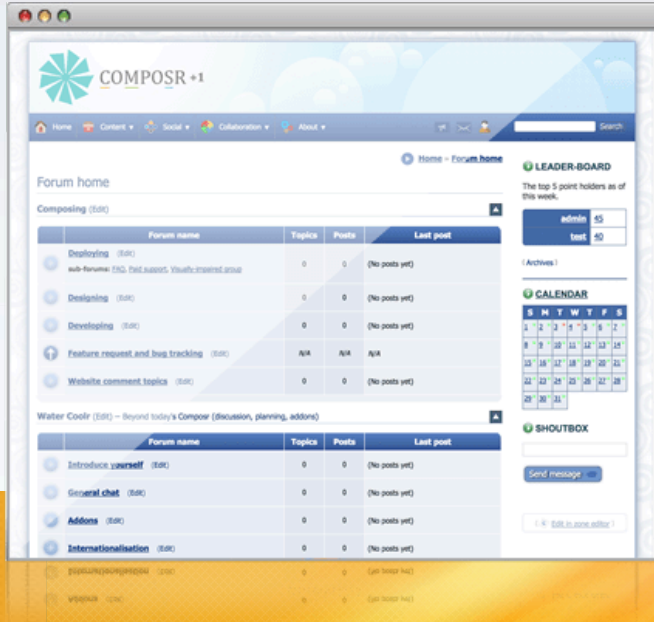 COMPOSR +1
Home Content Social Collaboration About Search
Home – Forum home
Forum home
Composing (Edit)
Forum name Topics Posts Last post
Deploying (Edit) 0 0 (No posts yet)
sub-forums: FAQ, Paid support, Visually-impaired group
Designing (Edit) 0 0 (No posts yet)
Developing (Edit) 0 0 (No posts yet)
Feature request and bug tracking (Edit) N/A N/A N/A
Website comment topics (Edit) 0 0 (No posts yet)
Water Coolr (Edit) – Beyond today's Composr (discussion, planning, addons)
Forum name Topics Posts Last post
Introduce yourself (Edit) 0 0 (No posts yet)
General chat (Edit) 0 0 (No posts yet)
Addons (Edit) 0 0 (No posts yet)
Internationalisation (Edit) 0 0 (No posts yet)
LEADER-BOARD
The top 5 point holders as of
this week.
admin 45
test 40
( Archives )
CALENDAR
S M T W T F S
1 2 3 4 5 6 7
8 9 10 11 12 13 14
15 16 17 18 19 20 21
22 23 24 25 26 27 28
29 30 31
SHOUTBOX
Send message
( Edit in zone editor )